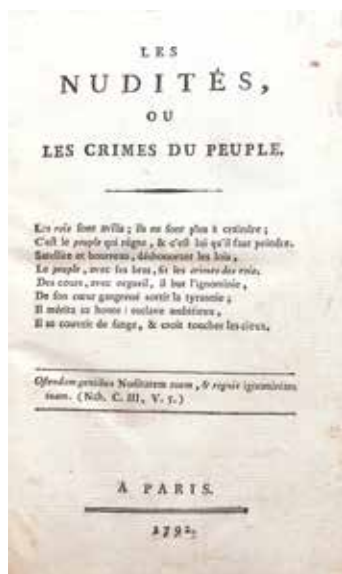 LES
NUDITÉS,
OU
LES CRIMES DU PEUPLE.
Les rois sont avilis ; ils ne sont plus à craindre ;
C'est le peuple qui règne, & c'est lui qu'il faut peindre.
Satellite et bourreau, déshonorant les lois,
Le peuple, avec ses bras, fit les crimes des rois.
Des cours, avec orgueil, il but l'ignominie,
De son cœur gangrené sortit la tyrannie ;
Il mérita sa honte : esclave ambitieux,
Il se couvrit de fange, & crut toucher les cieux.
Ostendam gentibus Nuditatem tuam, & regnis ignominiam
tuam. (Nah. C. III, V. 5.)
A PARIS.
1792.